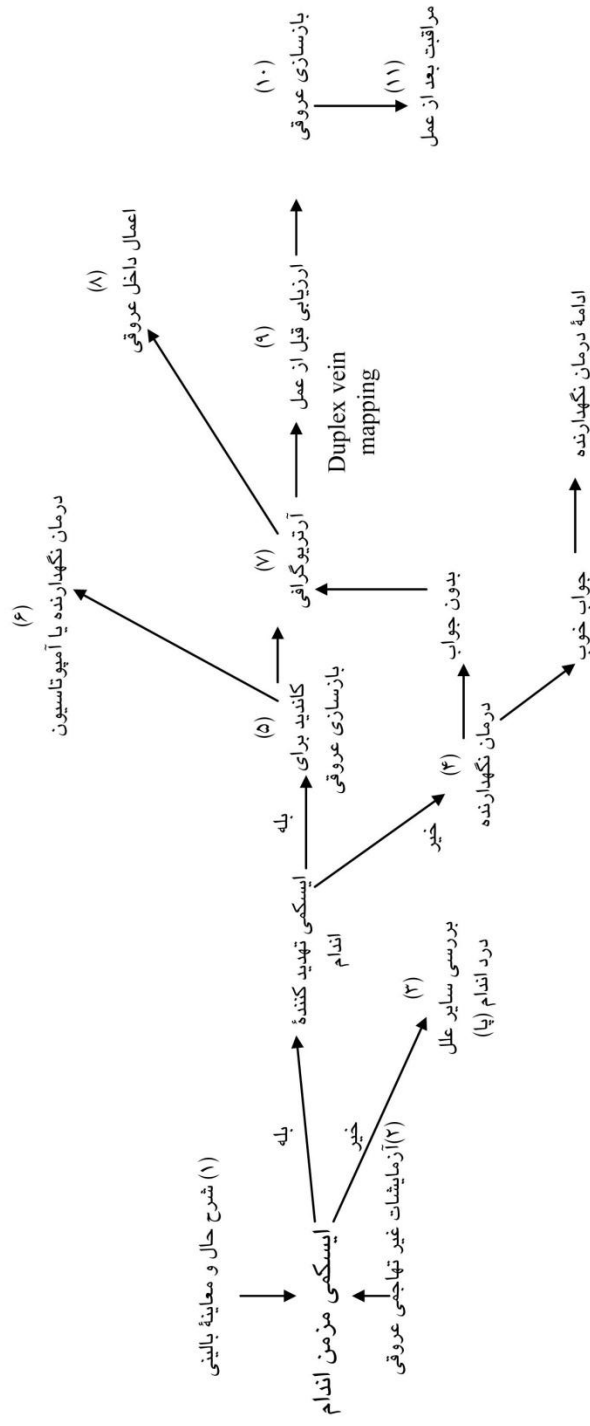 (۱) شرح حال و معاینهٔ بالینی
ایسکمی مزمن اندام
(۲)آزمایشات غیر تهاجمی عروقی
بله
خیر
(۳)
بررسی سایر علل
درد اندام (پا)
ایسکمی تهدید کنندهٔ
اندام
بله
خیر
(۴)
درمان نگهدارنده
(۵)
کاندید برای
بازسازی عروقی
(۶)
درمان نگهدارنده یا آمپوتاسیون
بدون جواب
جواب خوب
ادامهٔ درمان نگهدارنده
(۷)
آرتریوگرافی
(۸)
اعمال داخل عروقی
(۹)
ارزیابی قبل از عمل
Duplex vein
mapping
(۱۰)
بازسازی عروقی
(۱۱)
مراقبت بعد از عمل